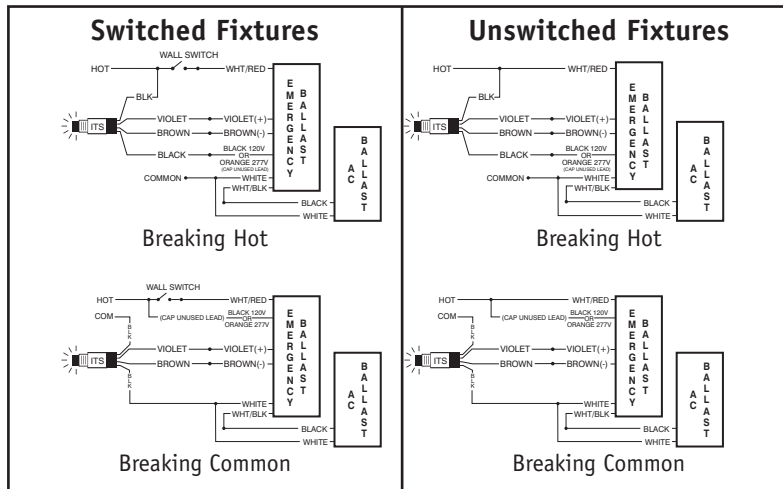 Switched Fixtures
WALL SWITCH
HOT
WHT/RED
BLK
ITS
VIOLET
VIOLET(+)
BROWN
BROWN(-)
BLACK
BLACK 120V
OR
ORANGE 277V
(CAP UNUSED LEAD)
COMMON
WHITE
WHT/BLK
BLACK
WHITE
EMERGENCY
BALLAST
AC
BALLAST
Breaking Hot
WALL SWITCH
HOT
WHT/RED
COM
(CAP UNUSED LEAD)
BLACK 120V
OR
ORANGE 277V
BLK
ITS
VIOLET
VIOLET(+)
BROWN
BROWN(-)
BLK
WHITE
WHT/BLK
BLACK
WHITE
EMERGENCY
BALLAST
AC
BALLAST
Breaking Common
Unswitched Fixtures
HOT
WHT/RED
BLK
ITS
VIOLET
VIOLET(+)
BROWN
BROWN(-)
BLACK
BLACK 120V
OR
ORANGE 277V
(CAP UNUSED LEAD)
COMMON
WHITE
WHT/BLK
BLACK
WHITE
EMERGENCY
BALLAST
AC
BALLAST
Breaking Hot
HOT
WHT/RED
COM
(CAP UNUSED LEAD)
BLACK 120V
OR
ORANGE 277V
BLK
ITS
VIOLET
VIOLET(+)
BROWN
BROWN(-)
BLK
WHITE
WHT/BLK
BLACK
WHITE
EMERGENCY
BALLAST
AC
BALLAST
Breaking Common